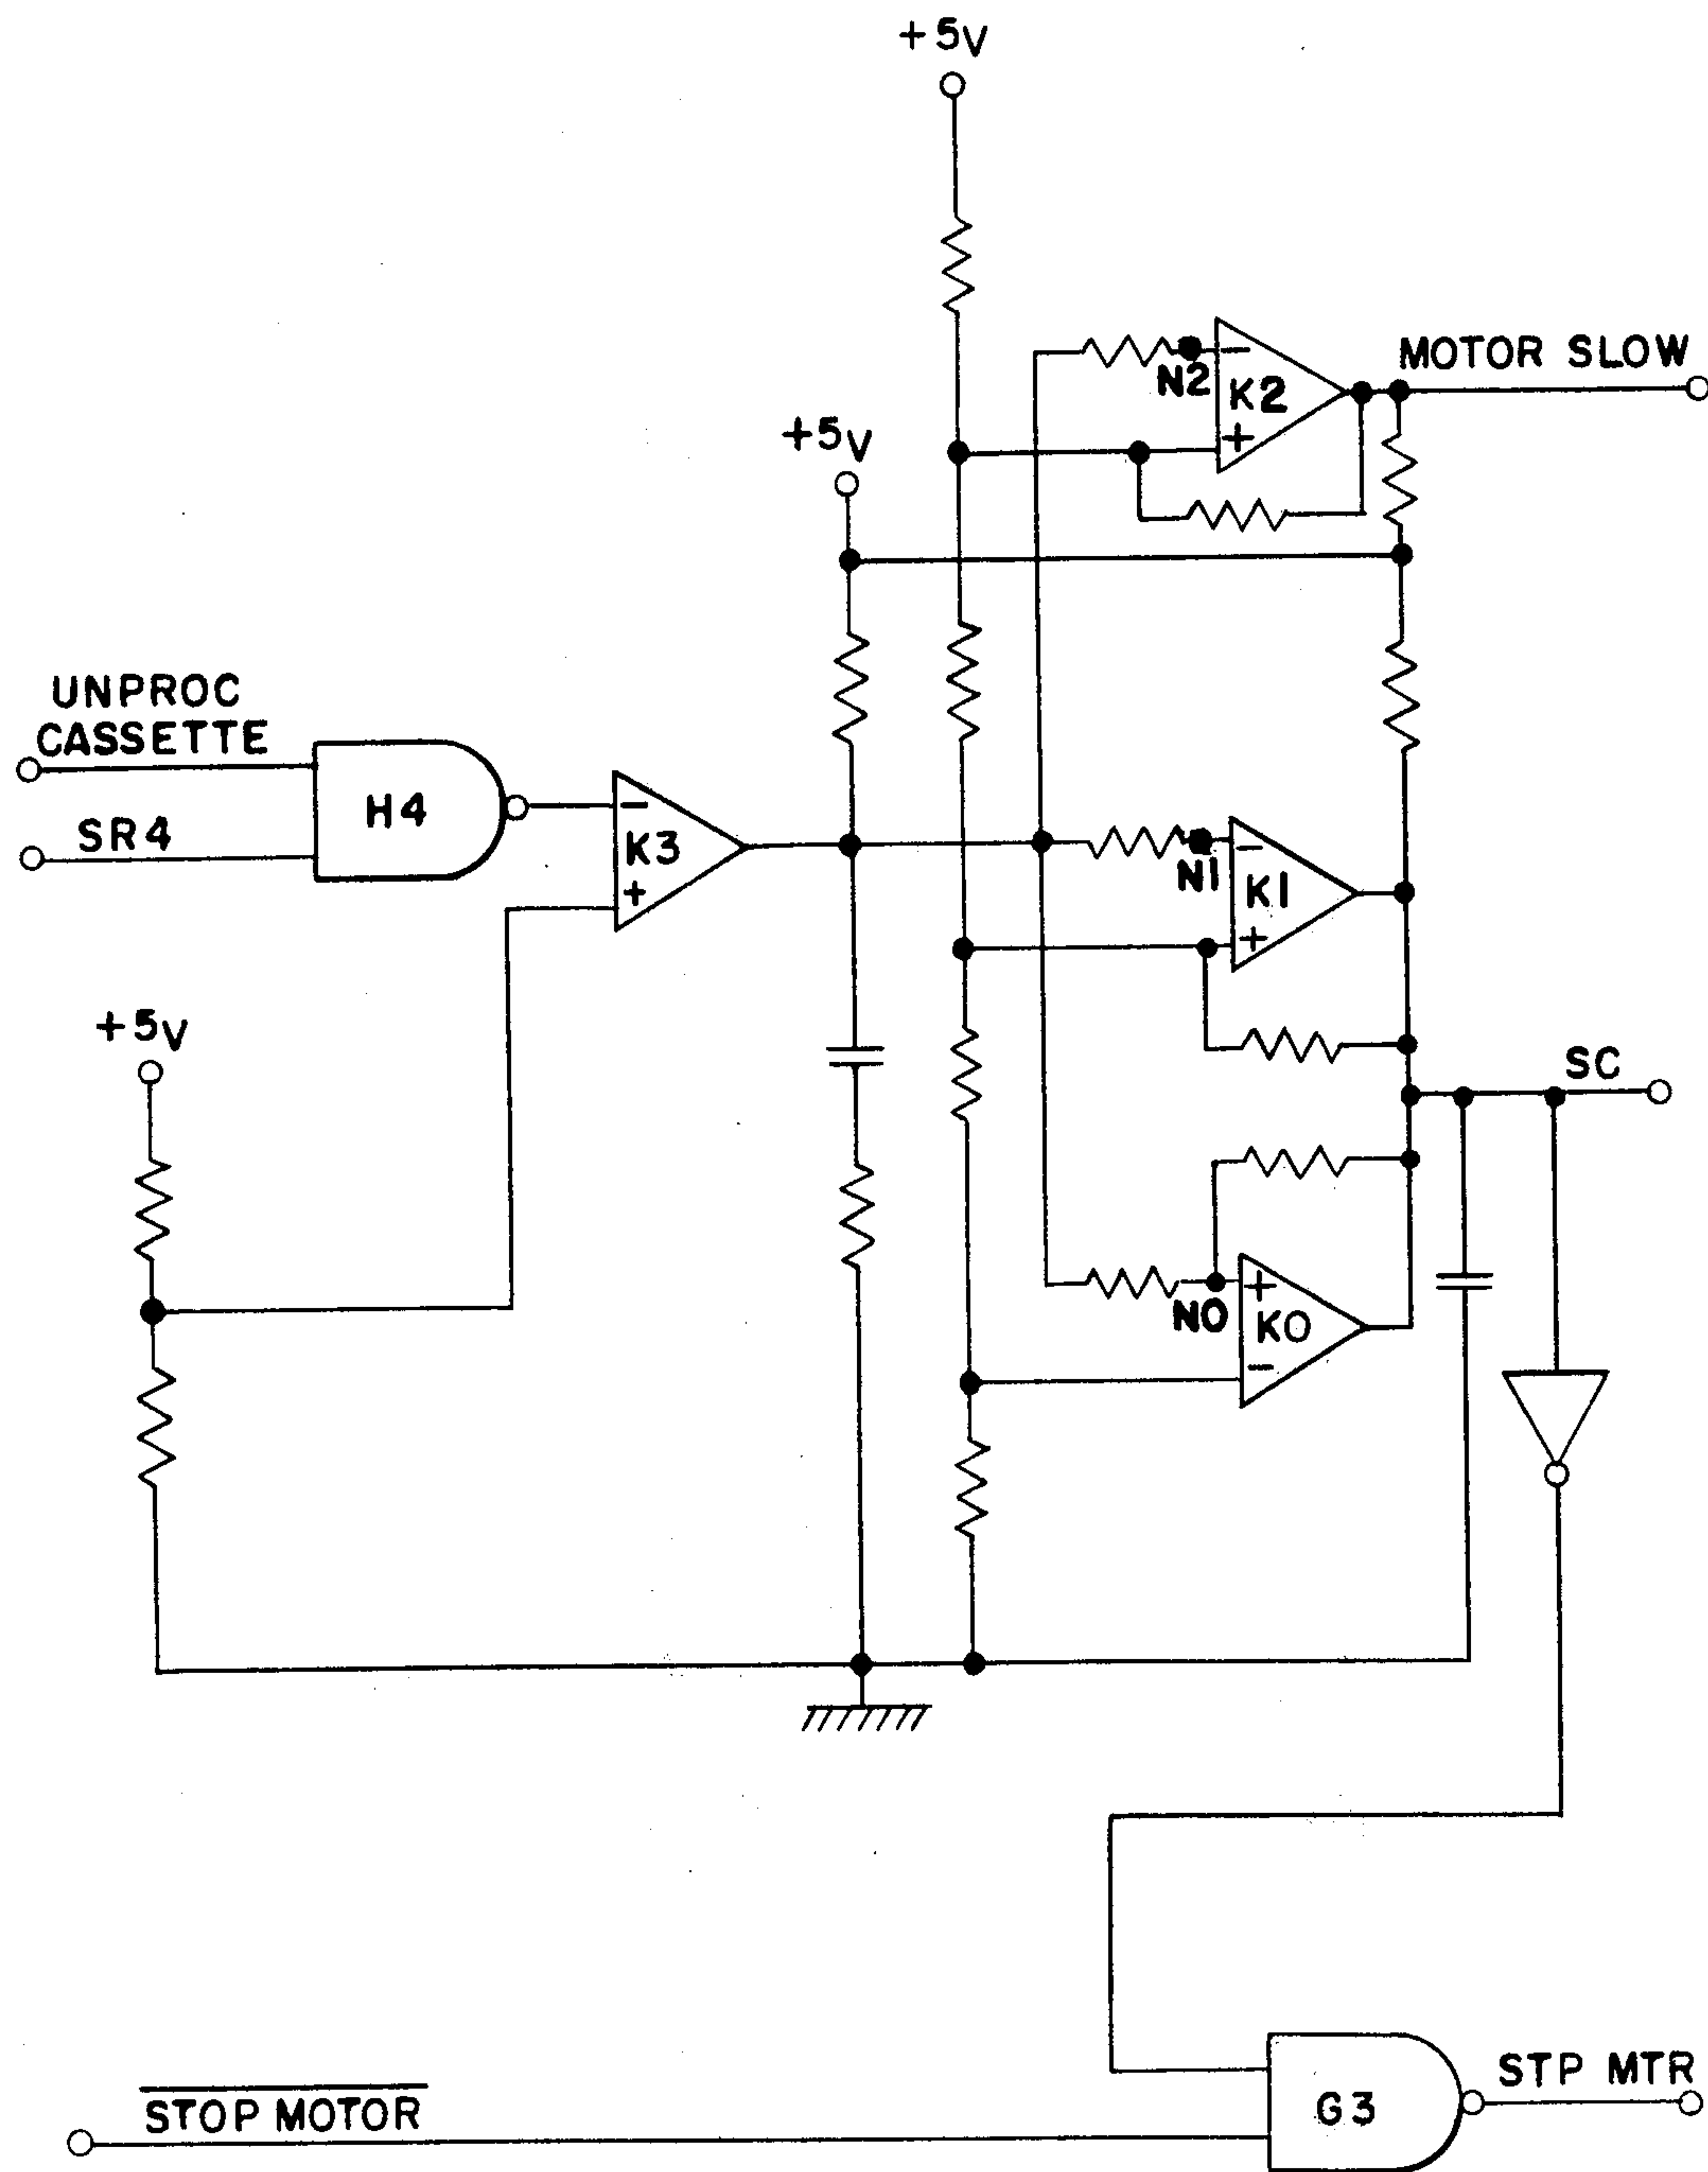 +5V
N2
-
K2
+
MOTOR SLOW
+5V
UNPROC
CASSETTE
H4
SR4
-
K3
+
N1
-
K1
+
+5V
SC
N0
+
K0
-
STOP MOTOR
G3
STP MTR